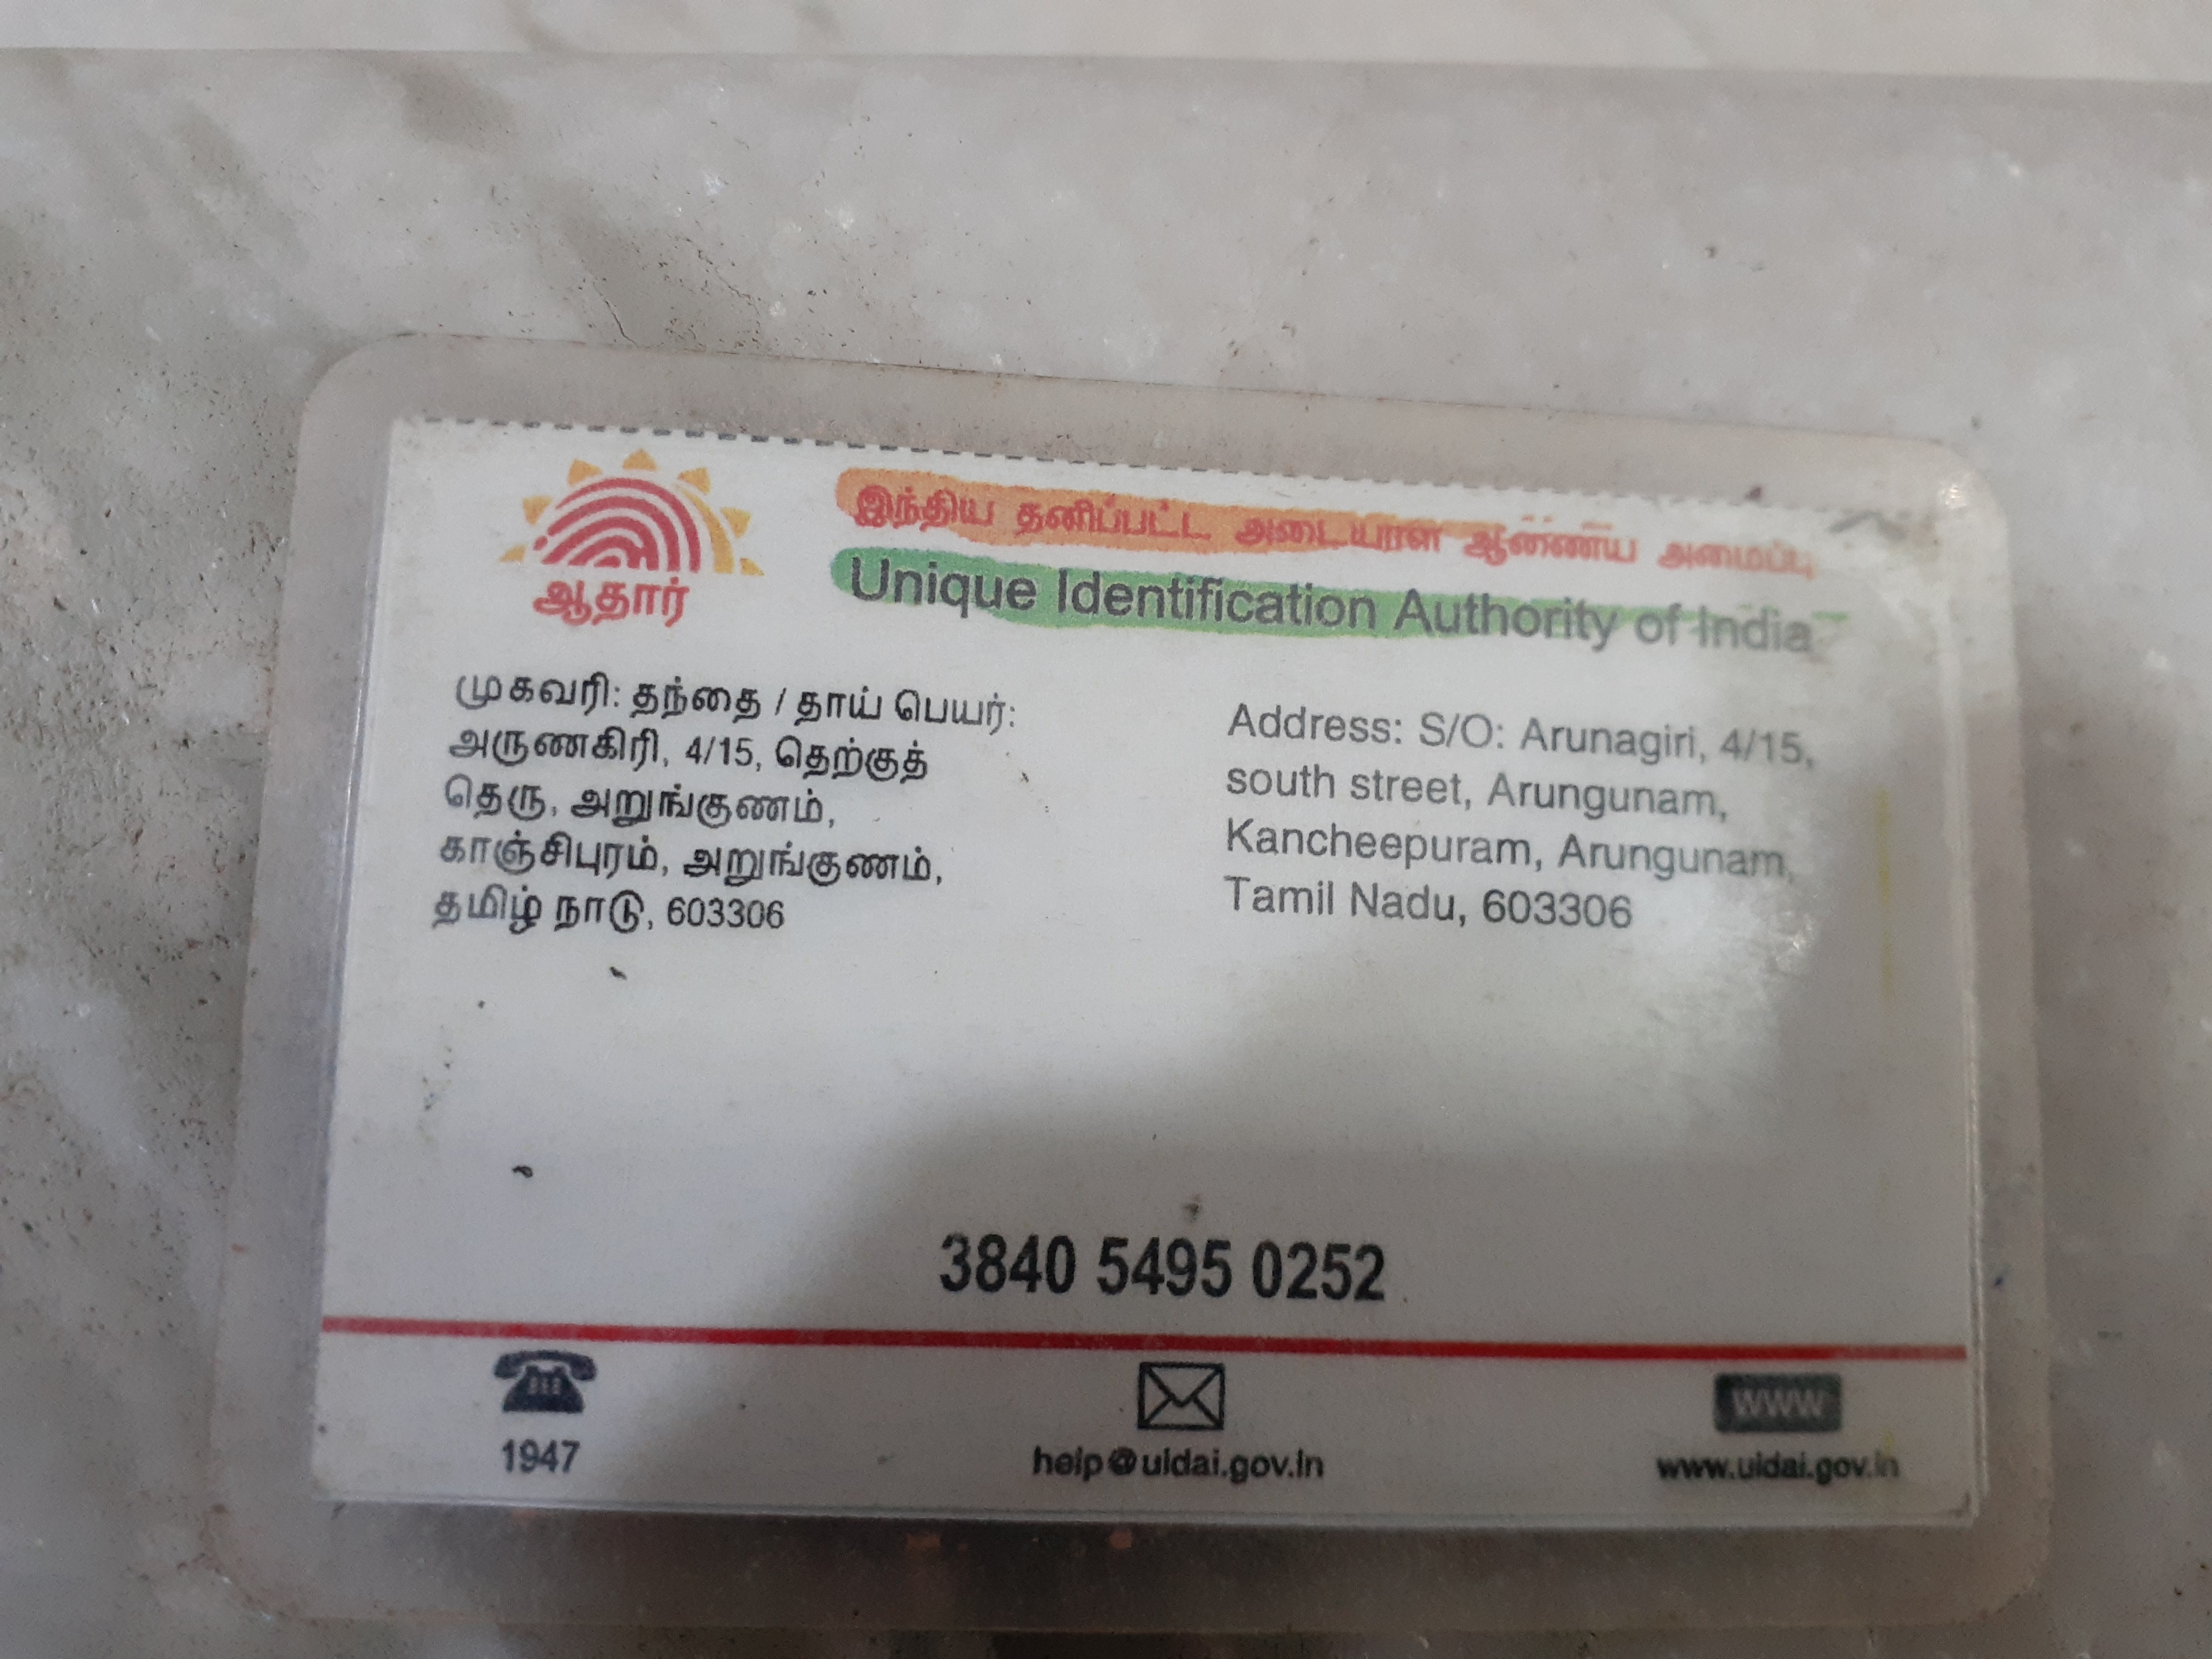 ஆதார்
இந்திய தனிப்பட்ட அடையாள ஆணைய அமைப்பு
Unique Identification Authority of India
முகவரி: தந்தை / தாய் பெயர்:
அருணகிரி, 4/15, தெற்குத்
தெரு, அறுங்குணம்,
காஞ்சிபுரம், அறுங்குணம்,
தமிழ் நாடு, 603306
Address: S/O: Arunagiri, 4/15,
south street, Arungunam,
Kancheepuram, Arungunam,
Tamil Nadu, 603306
3840 5495 0252
1947
help@uidai.gov.in
WWW
www.uidai.gov.in